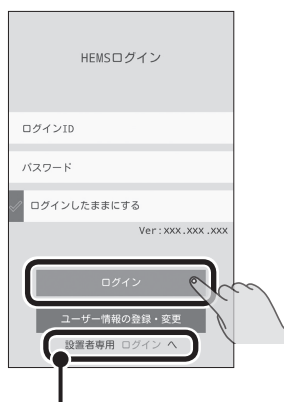 HEMSログイン
ログインID
パスワード
ログインしたままにする
Ver:xxx.xxx.xxx
ログイン
ユーザー情報の登録・変更
設置者専用 ログイン へ